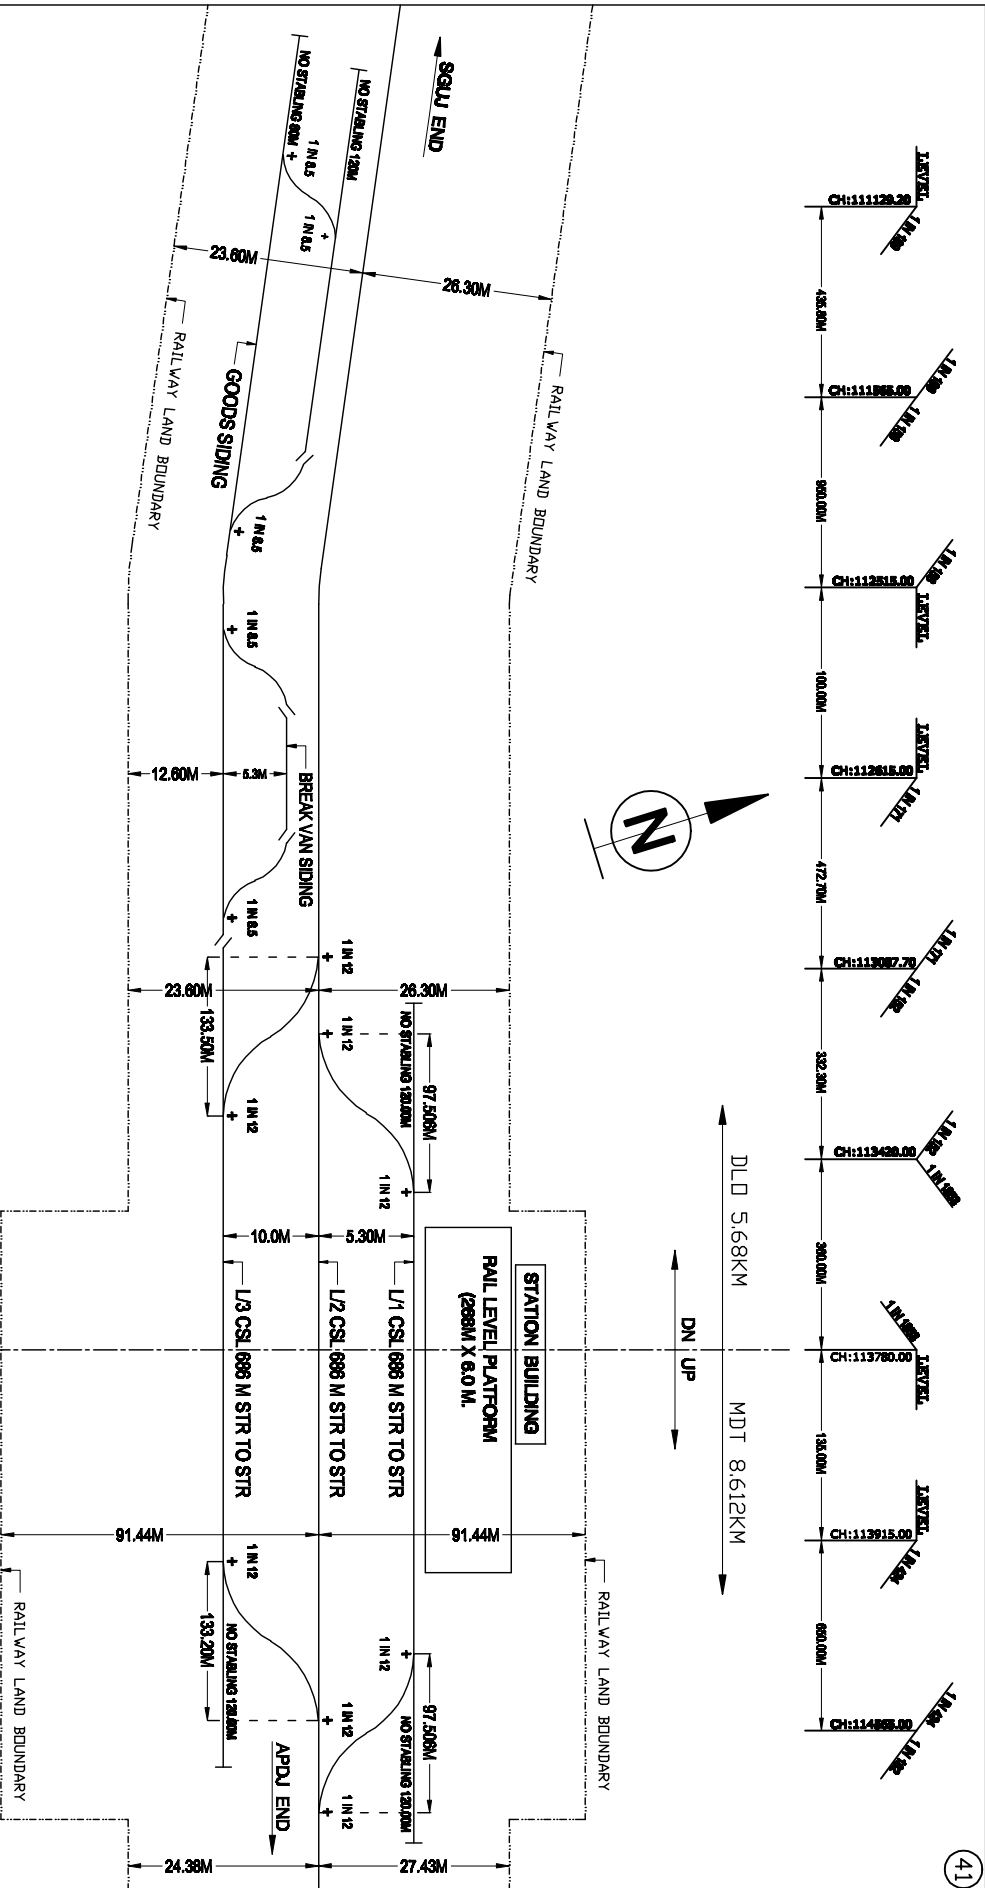 41
LEVEL
LEVEL
LEVEL
1 IN 171
1 IN 171
LEVEL
LEVEL
CH:111129.20
CH:111565.00
CH:112515.00
CH:112615.00
CH:113087.70
CH:113420.00
CH:113780.00
CH:113915.00
CH:114565.00
435.80M
950.00M
100.00M
472.70M
332.30M
360.00M
135.00M
650.00M
DLO 5.68KM
MDT 8.612KM
DN UP
N
SGUJ END
RAILWAY LAND BOUNDARY
RAILWAY LAND BOUNDARY
STATION BUILDING
RAIL LEVEL PLATFORM
(268M X 6.0 M.
26.30M
26.30M
91.44M
27.43M
97.506M
97.506M
NO STABLING 120.00M
NO STABLING 120.00M
1 IN 12
1 IN 12
L/1 CSL 686 M STR TO STR
NO STABLING 120M
1 IN 12
1 IN 12
5.30M
L/2 CSL 686 M STR TO STR
1 IN 12
1 IN 12
NO STABLING 80M
1 IN 8.5
1 IN 8.5
BREAK VAN SIDING
APDJ END
1 IN 8.5
1 IN 8.5
5.3M
1 IN 8.5
1 IN 12
10.0M
L/3 CSL 686 M STR TO STR
1 IN 12
NO STABLING 120.00M
GOODS SIDING
133.50M
133.20M
23.60M
12.60M
23.60M
91.44M
24.38M
RAILWAY LAND BOUNDARY
RAILWAY LAND BOUNDARY